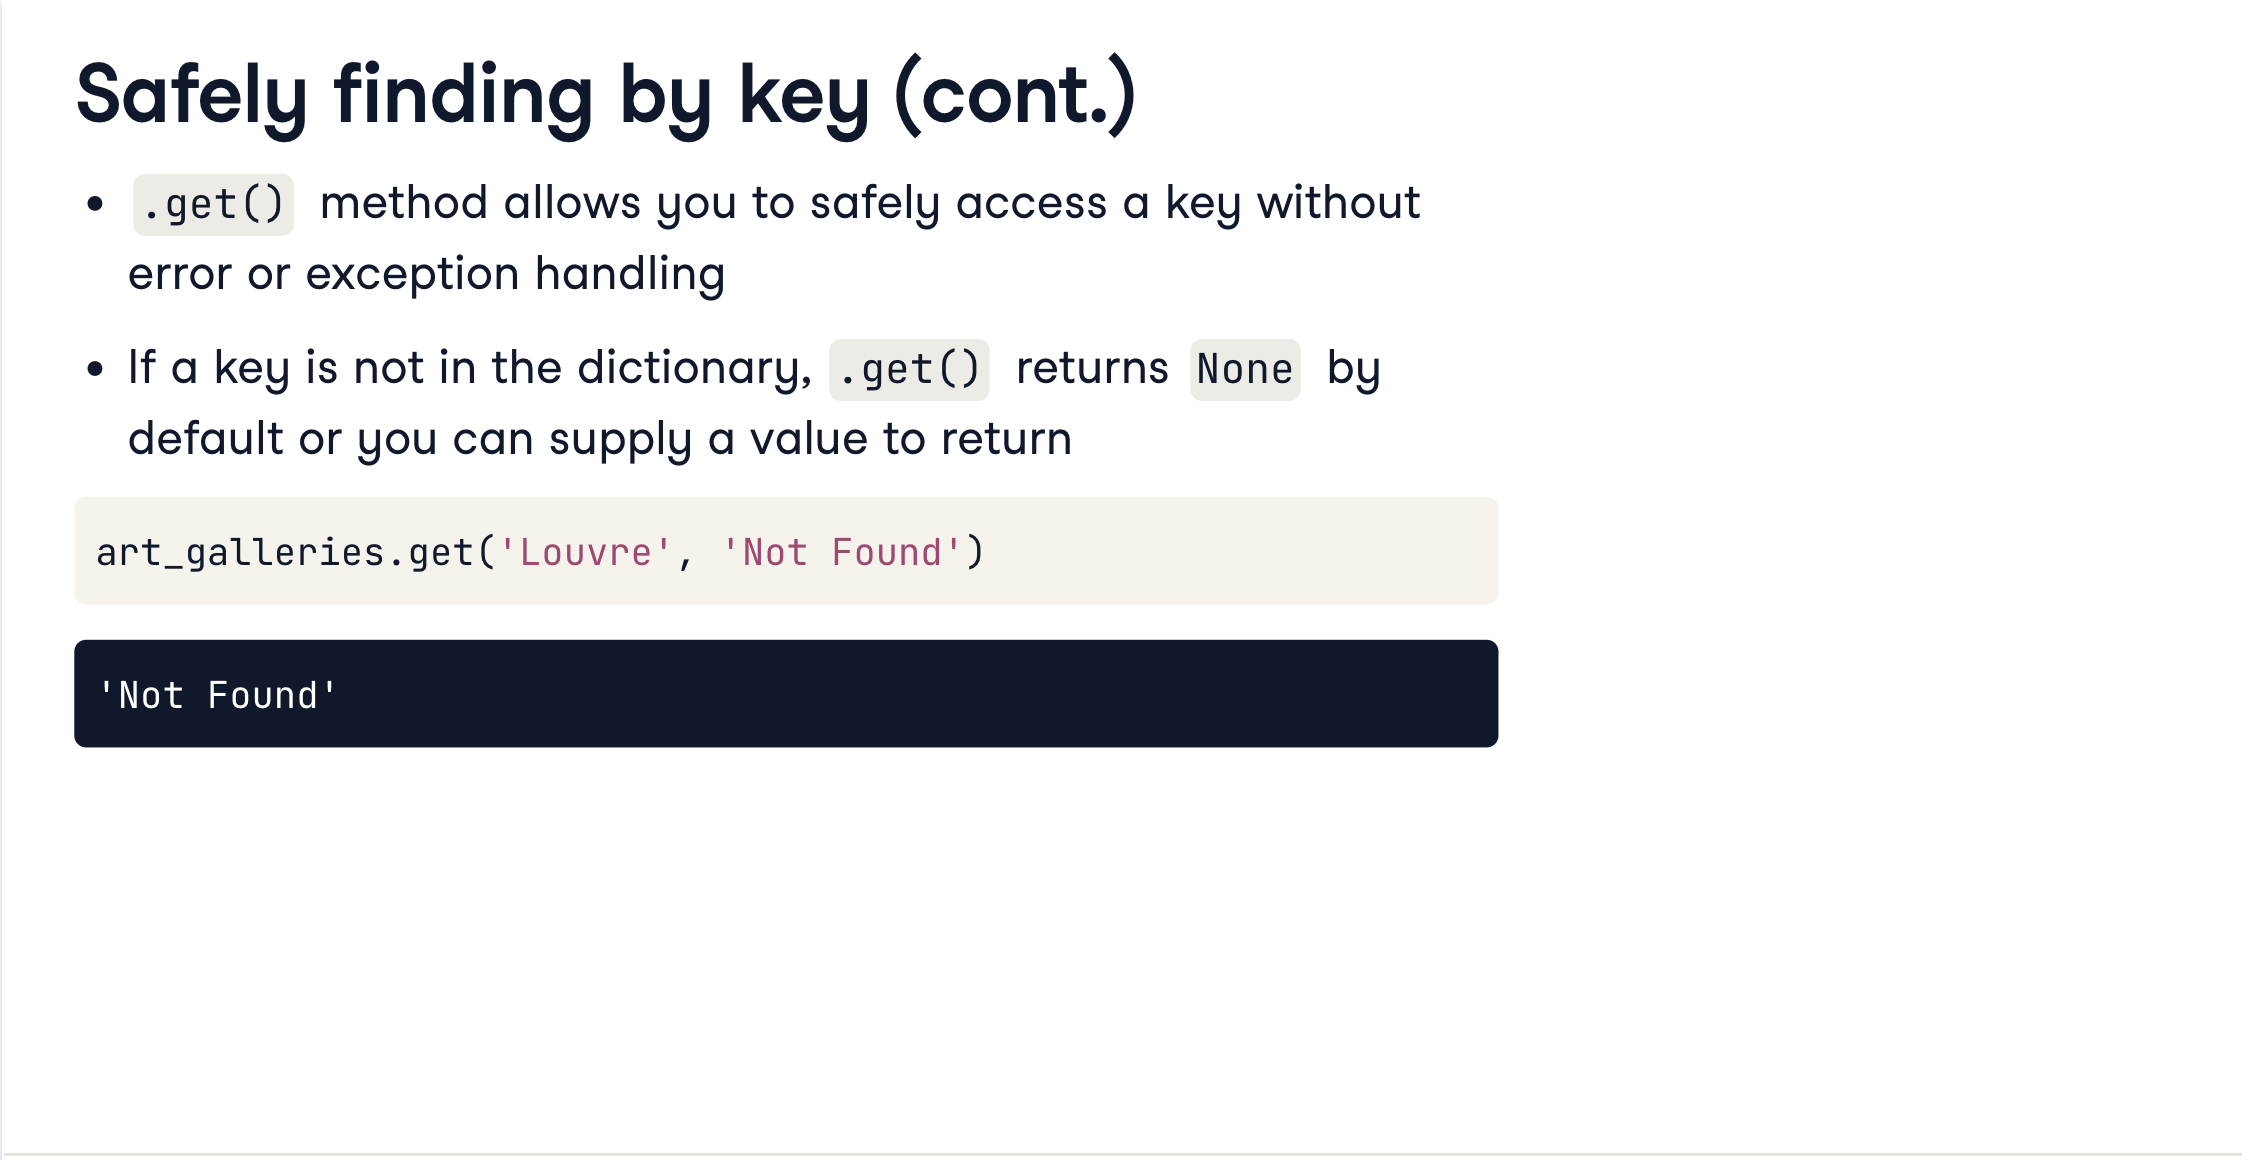 Safely finding by key (cont.)
• .get() method allows you to safely access a key without
error or exception handling
• If a key is not in the dictionary, .get() returns None by
default or you can supply a value to return
art_galleries.get('Louvre', 'Not Found')
'Not Found'